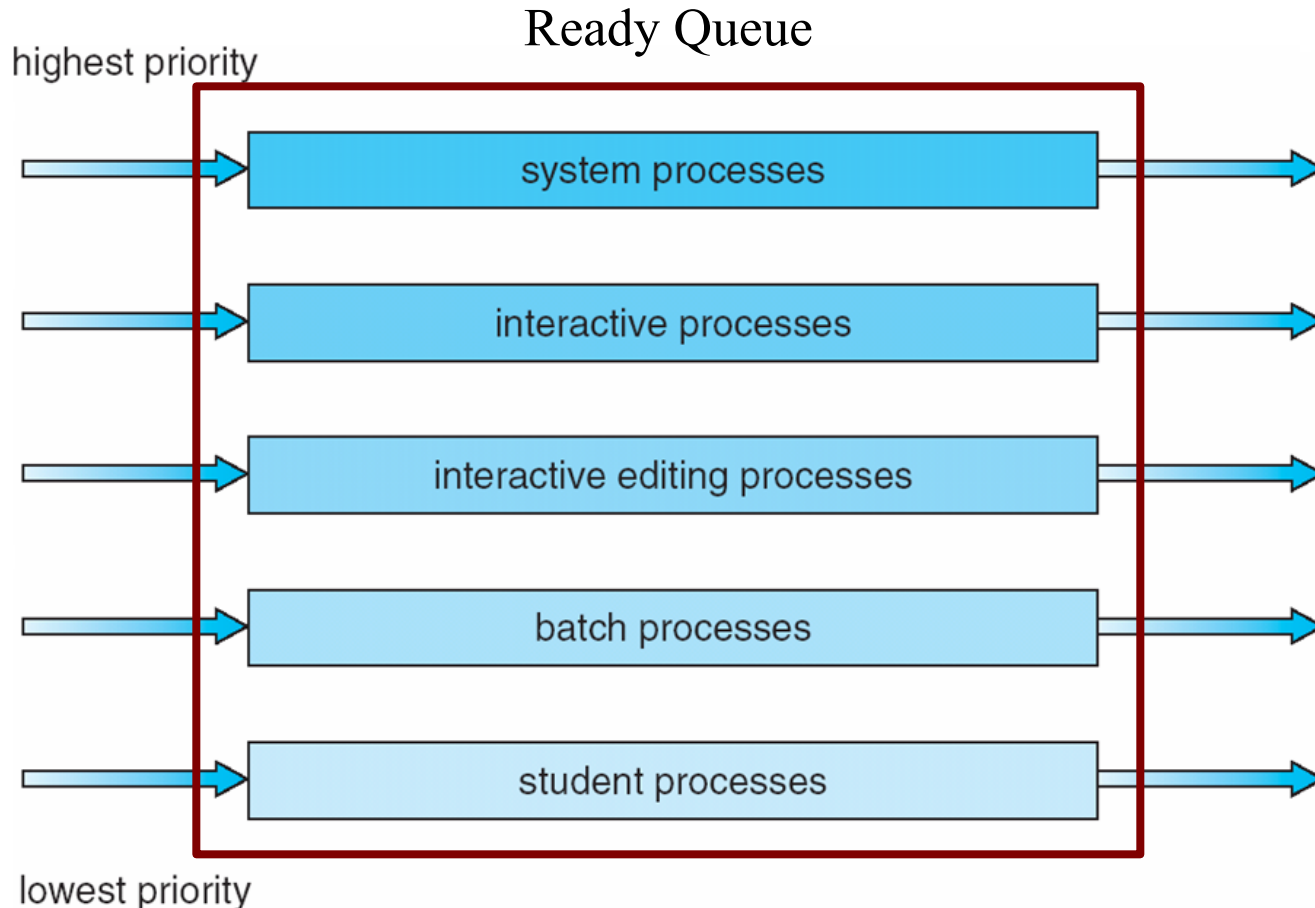 Ready Queue
highest priority
system processes
interactive processes
interactive editing processes
batch processes
student processes
lowest priority